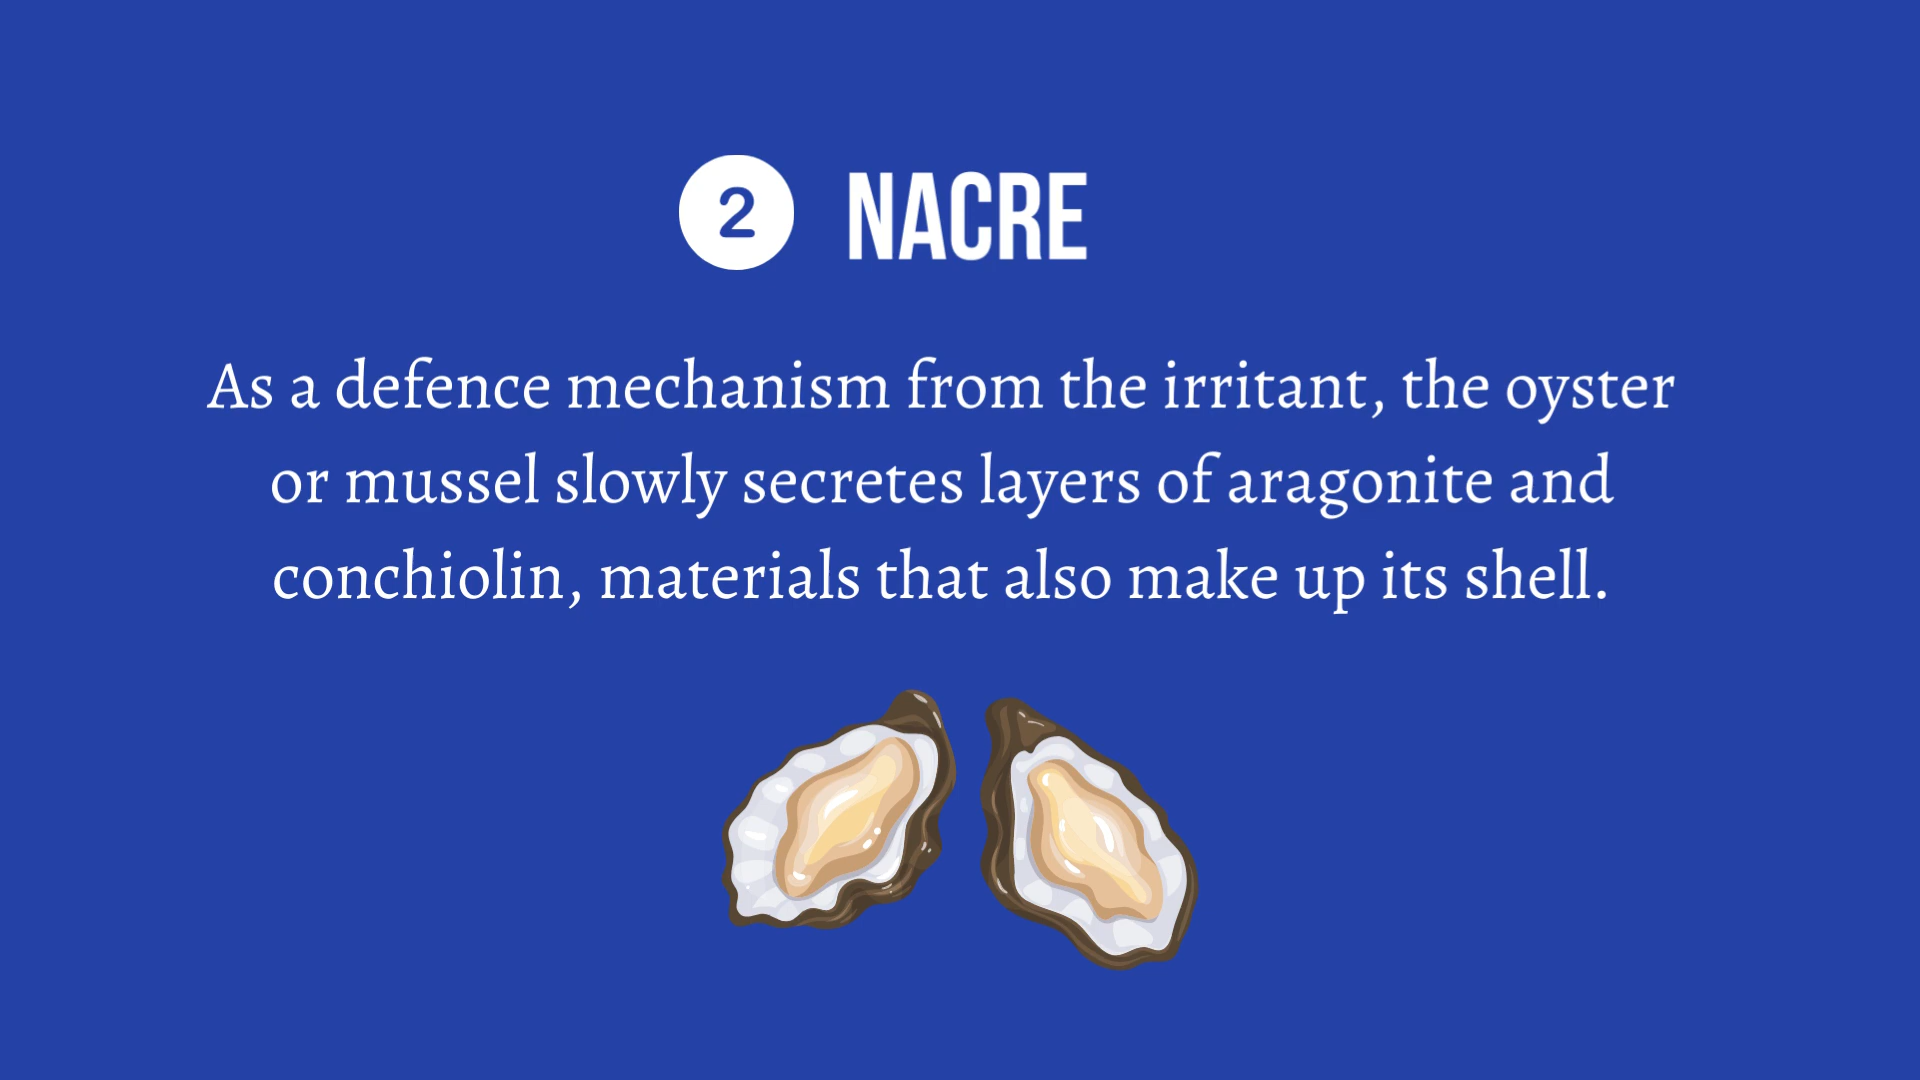 2 NACRE
As a defence mechanism from the irritant, the oyster
or mussel slowly secretes layers of aragonite and
conchiolin, materials that also make up its shell.